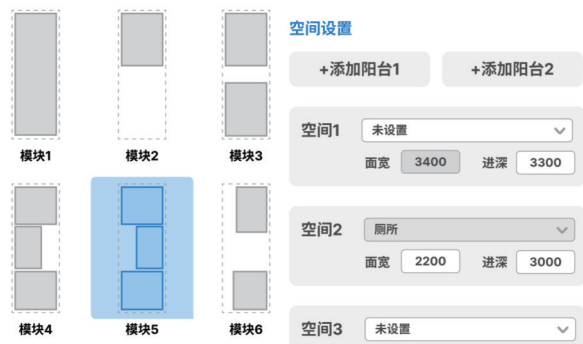 空间设置
+添加阳台1 +添加阳台2
模块1 模块2 模块3
空间1 未设置
面宽 3400 进深 3300
空间2 厕所
面宽 2200 进深 3000
模块4 模块5 模块6
空间3 未设置